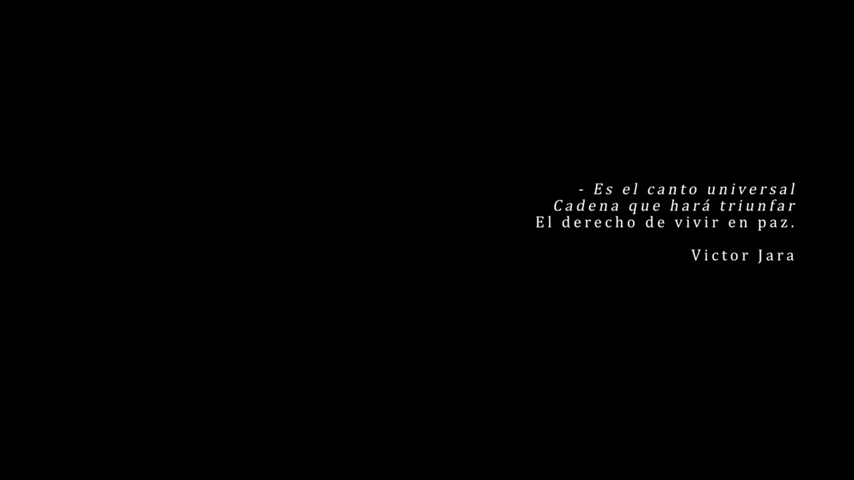 - Es el canto universal
Cadena que hará triunfar
El derecho de vivir en paz.
Victor Jara